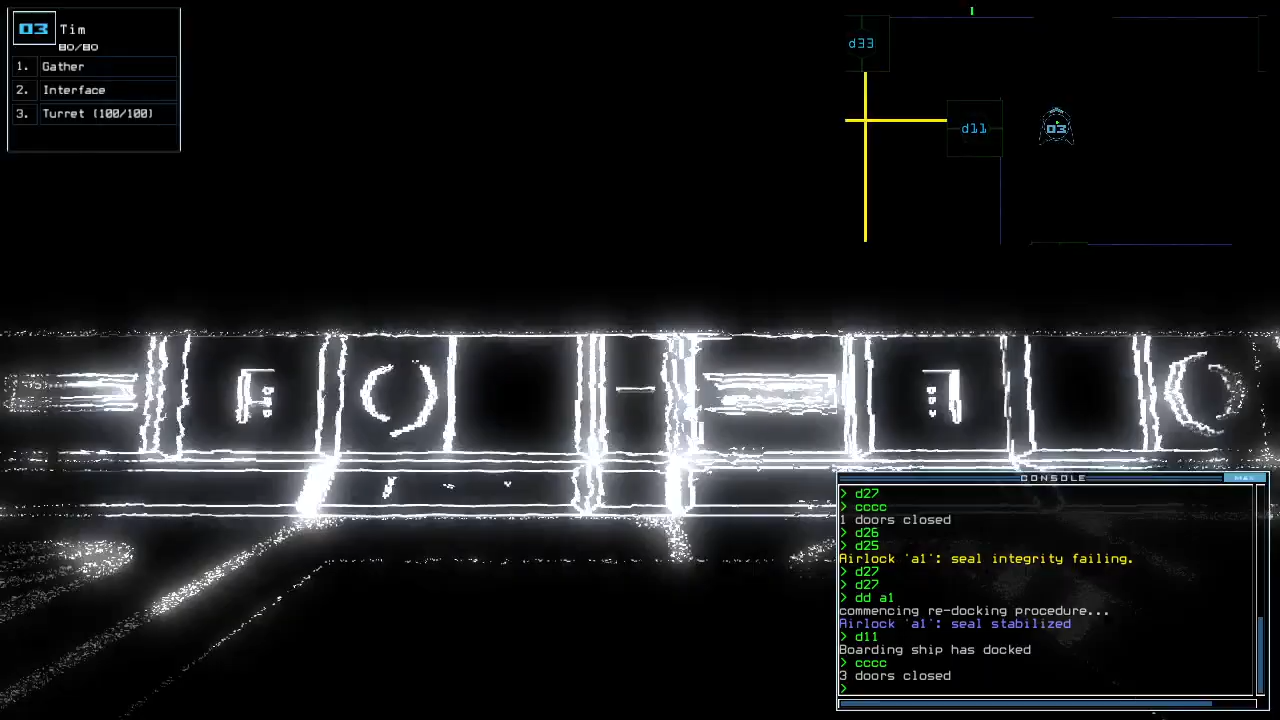 03 Tim
80/80
1. Gather
2. Interface
3. Turret (100/100)
d33
d11
03
CONSOLE
MAX
> d27
> cccc
1 doors closed
> d26
> d25
Airlock 'a1': seal integrity failing.
> d27
> d27
> dd a1
commencing re-docking procedure...
Airlock 'a1': seal stabilized
> d11
Boarding ship has docked
> cccc
3 doors closed
>